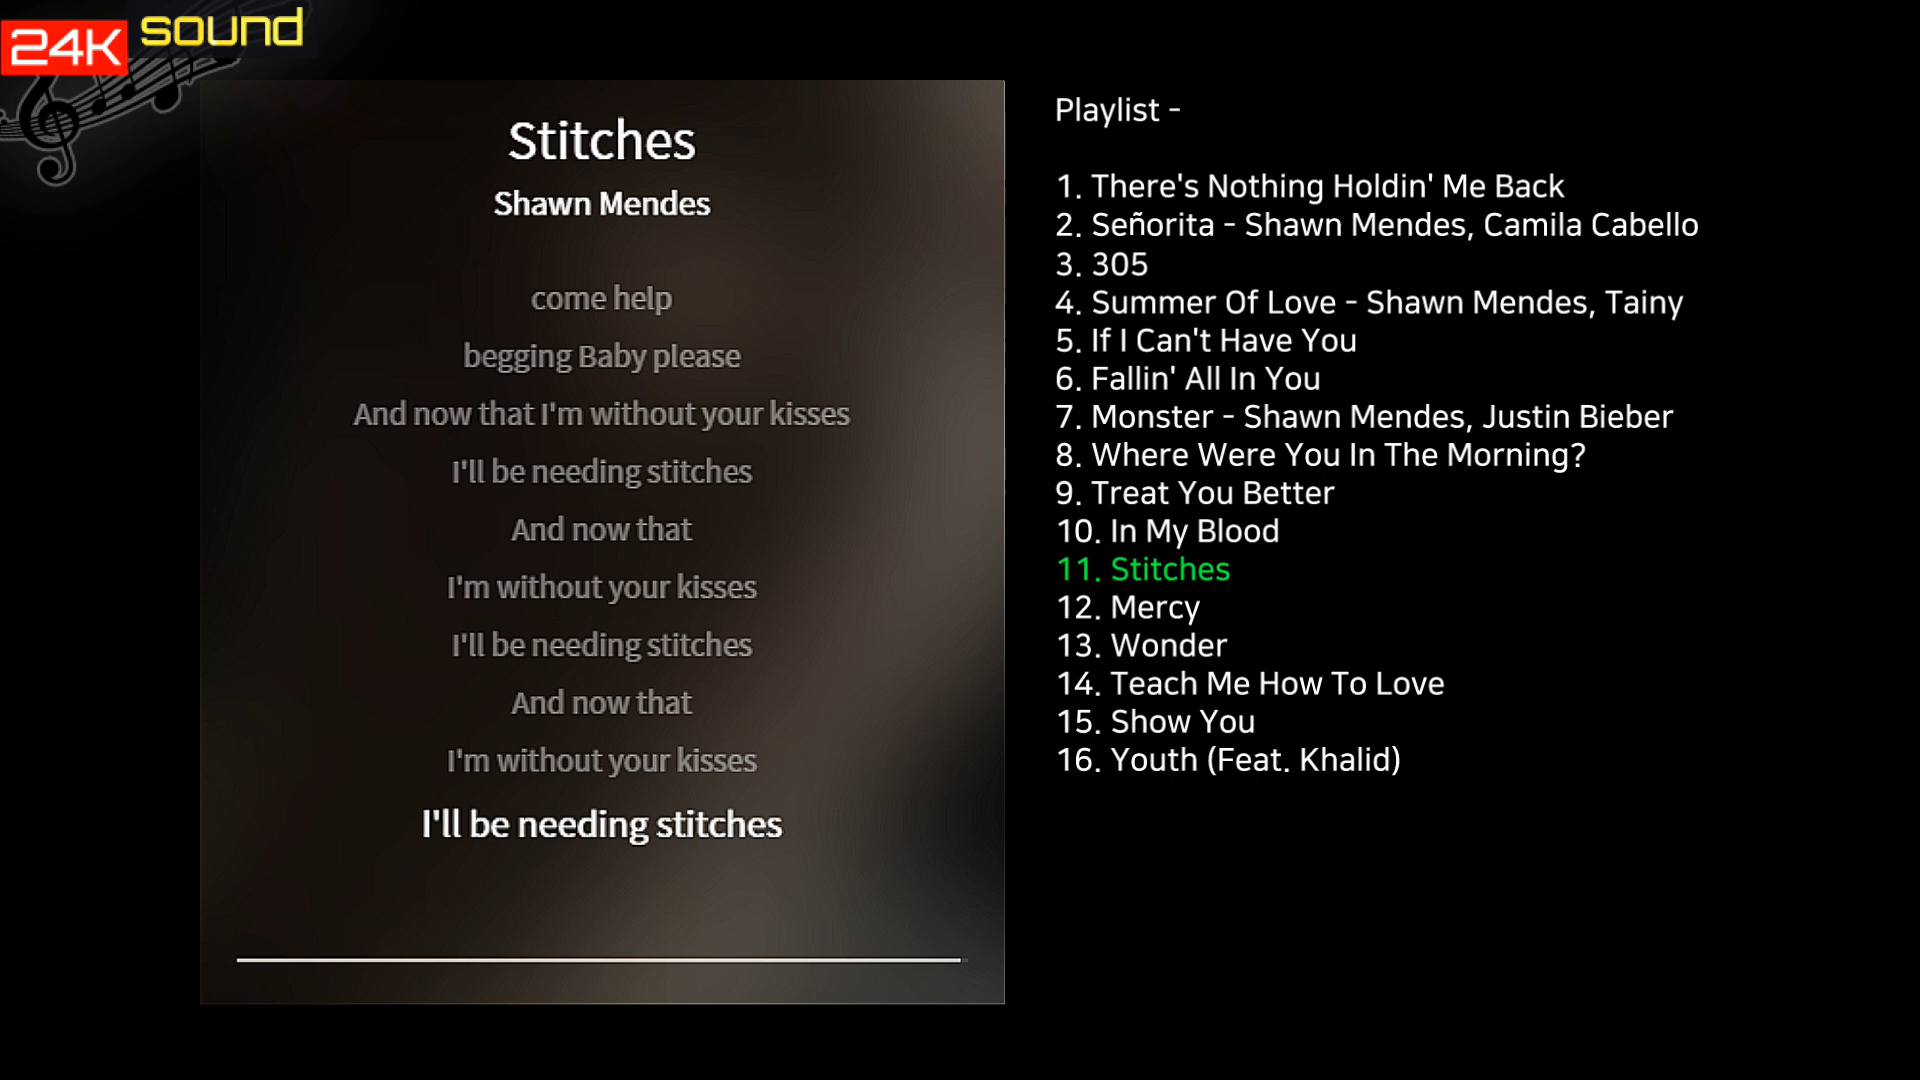 24K sound
Stitches
Shawn Mendes
come help
begging Baby please
And now that I'm without your kisses
I'll be needing stitches
And now that
I'm without your kisses
I'll be needing stitches
And now that
I'm without your kisses
I'll be needing stitches
Playlist -
1. There's Nothing Holdin' Me Back
2. Señorita - Shawn Mendes, Camila Cabello
3. 305
4. Summer Of Love - Shawn Mendes, Tainy
5. If I Can't Have You
6. Fallin' All In You
7. Monster - Shawn Mendes, Justin Bieber
8. Where Were You In The Morning?
9. Treat You Better
10. In My Blood
11. Stitches
12. Mercy
13. Wonder
14. Teach Me How To Love
15. Show You
16. Youth (Feat. Khalid)